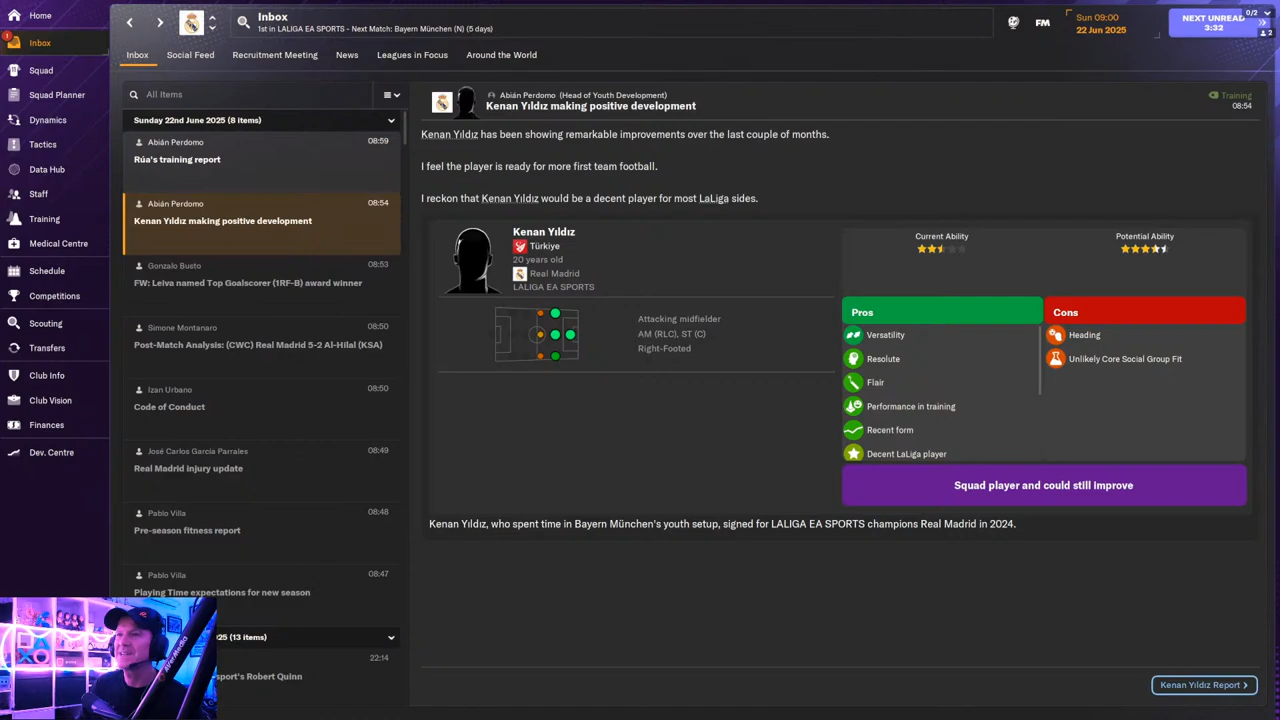 Home
Inbox
1st in LALIGA EA SPORTS - Next Match: Bayern München (N) (5 days)
FM
Sun 09:00
22 Jun 2025
NEXT UNREAD
3:32
0/2
2
1
Inbox
Squad
Squad Planner
Dynamics
Tactics
Data Hub
Staff
Training
Medical Centre
Schedule
Competitions
Scouting
Transfers
Club Info
Club Vision
Finances
Dev. Centre
Inbox
Social Feed
Recruitment Meeting
News
Leagues in Focus
Around the World
All Items
Sunday 22nd June 2025 (8 items)
Abián Perdomo
08:59
Rúa's training report
Abián Perdomo
08:54
Kenan Yıldız making positive development
Gonzalo Busto
08:53
FW: Leiva named Top Goalscorer (1RF-B) award winner
Simone Montanaro
08:50
Post-Match Analysis: (CWC) Real Madrid 5-2 Al-Hilal (KSA)
Izan Urbano
08:50
Code of Conduct
José Carlos García Parrales
08:49
Real Madrid injury update
Pablo Villa
08:48
Pre-season fitness report
Pablo Villa
08:47
Playing Time expectations for new season
025 (13 items)
22:14
sport's Robert Quinn
AVerMedia
Abián Perdomo (Head of Youth Development)
Kenan Yıldız making positive development
Training
08:54
Kenan Yıldız has been showing remarkable improvements over the last couple of months.
I feel the player is ready for more first team football.
I reckon that Kenan Yıldız would be a decent player for most LaLiga sides.
Kenan Yıldız
Türkiye
20 years old
Real Madrid
LALIGA EA SPORTS
Attacking midfielder
AM (RLC), ST (C)
Right-Footed
Current Ability
Potential Ability
Pros
Cons
Versatility
Resolute
Flair
Performance in training
Recent form
Decent LaLiga player
Heading
Unlikely Core Social Group Fit
Squad player and could still improve
Kenan Yıldız, who spent time in Bayern München's youth setup, signed for LALIGA EA SPORTS champions Real Madrid in 2024.
Kenan Yıldız Report